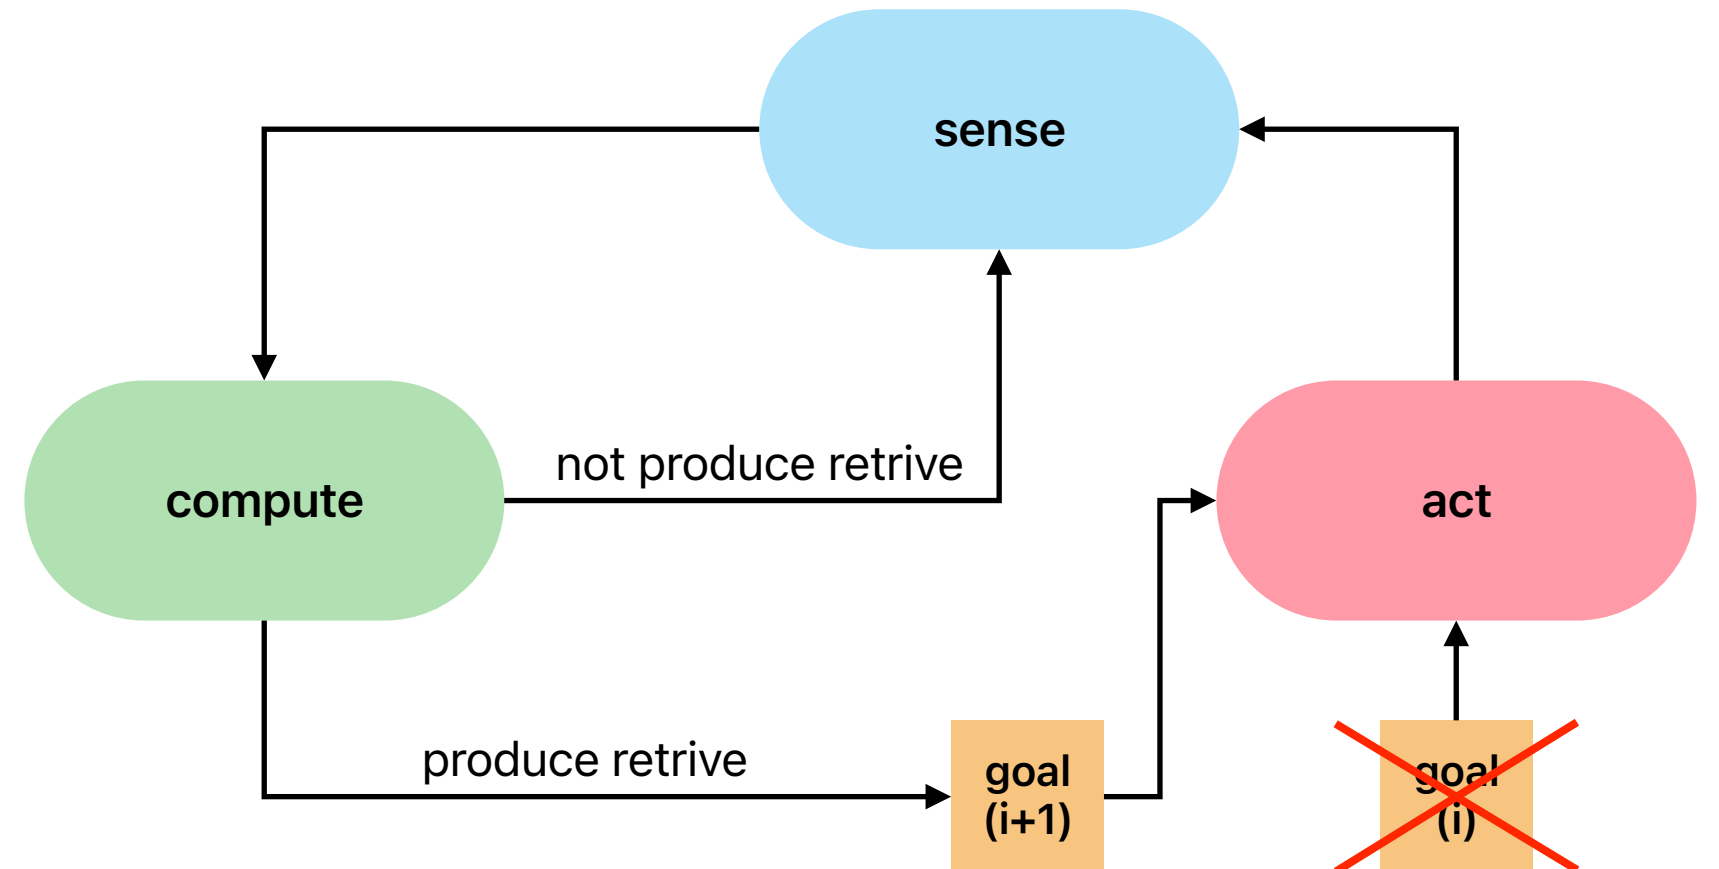 sense
not produce retrive
compute
act
produce retrive
goal
(i+1)
goal
(i)